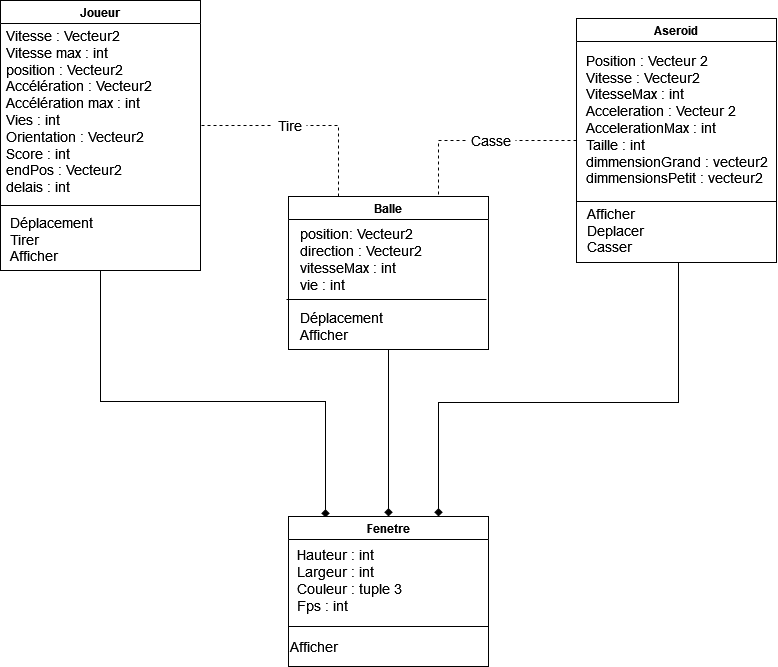 Joueur
Vitesse : Vecteur2
Vitesse max : int
position : Vecteur2
Accélération : Vecteur2
Accélération max : int
Vies : int
Orientation : Vecteur2
Score : int
endPos : Vecteur2
delais : int
Déplacement
Tirer
Afficher
Tire
Casse
Aseroid
Position : Vecteur 2
Vitesse : Vecteur2
VitesseMax : int
Acceleration : Vecteur 2
AccelerationMax : int
Taille : int
dimmensionGrand : vecteur2
dimmensionsPetit : vecteur2
Afficher
Deplacer
Casser
Balle
position: Vecteur2
direction : Vecteur2
vitesseMax : int
vie : int
Déplacement
Afficher
Fenetre
Hauteur : int
Largeur : int
Couleur : tuple 3
Fps : int
Afficher